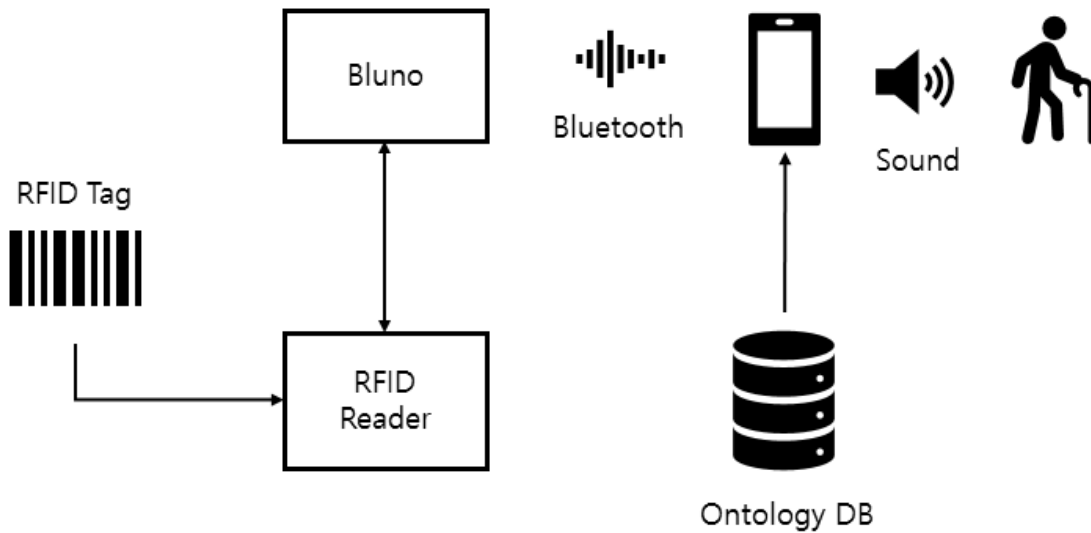 Bluno
Bluetooth
Sound
RFID Tag
RFID
Reader
Ontology DB